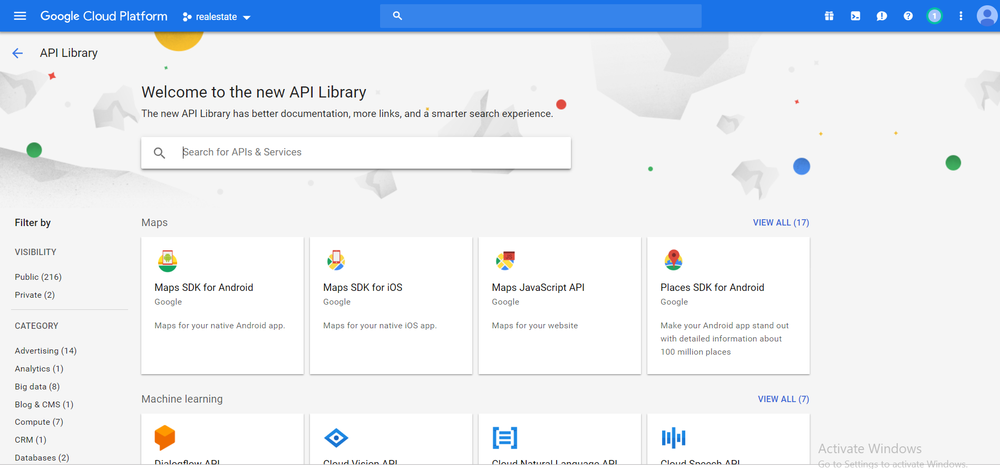 Google Cloud Platform
realestate
1
API Library
Welcome to the new API Library
The new API Library has better documentation, more links, and a smarter search experience.
Search for APIs & Services
Filter by
VISIBILITY
Public (216)
Private (2)
CATEGORY
Advertising (14)
Analytics (1)
Big data (8)
Blog & CMS (1)
Compute (7)
CRM (1)
Databases (2)
Maps
VIEW ALL (17)
Maps SDK for Android
Google
Maps for your native Android app.
Maps SDK for iOS
Google
Maps for your native iOS app.
JS
Maps JavaScript API
Google
Maps for your website
Places SDK for Android
Google
Make your Android app stand out
with detailed information about
100 million places
Machine learning
VIEW ALL (7)
Dialogflow API
Cloud Vision API
Cloud Natural Language API
Cloud Speech API
Activate Windows
Go to Settings to activate Windows.